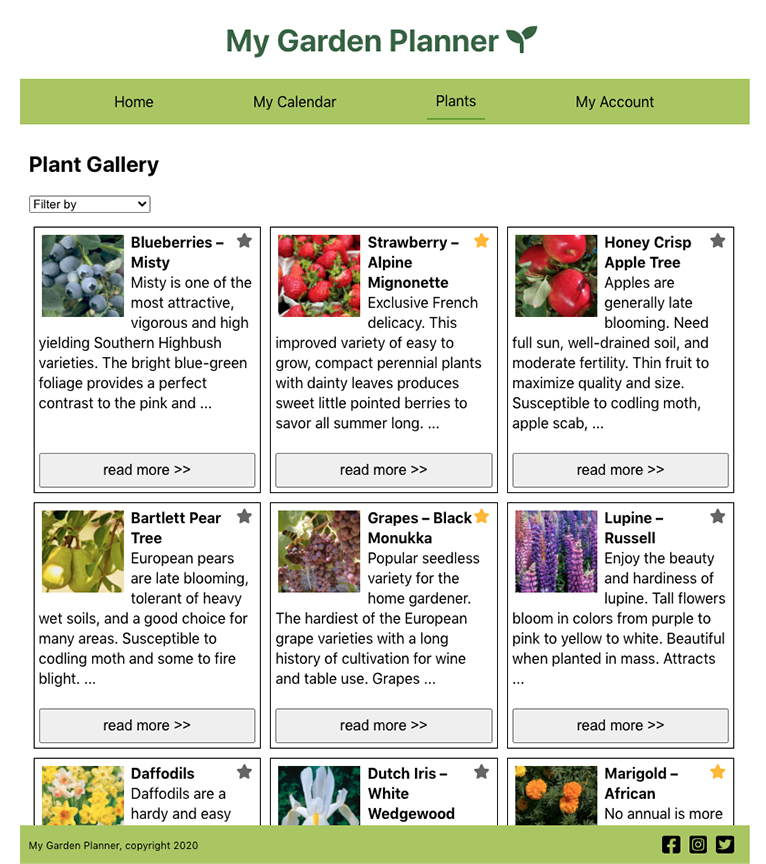 My Garden Planner
Home My Calendar Plants My Account
Plant Gallery
Filter by
Blueberries –
Misty
Misty is one of the
most attractive,
vigorous and high
yielding Southern Highbush
varieties. The bright blue-green
foliage provides a perfect
contrast to the pink and ...
read more >>
Strawberry –
Alpine
Mignonette
Exclusive French
delicacy. This
improved variety of easy to
grow, compact perennial plants
with dainty leaves produces
sweet little pointed berries to
savor all summer long. ...
read more >>
Honey Crisp
Apple Tree
Apples are
generally late
blooming. Need
full sun, well-drained soil, and
moderate fertility. Thin fruit to
maximize quality and size.
Susceptible to codling moth,
apple scab, ...
read more >>
Bartlett Pear
Tree
European pears
are late blooming,
tolerant of heavy
wet soils, and a good choice for
many areas. Susceptible to
codling moth and some to fire
blight. ...
read more >>
Grapes – Black
Monukka
Popular seedless
variety for the
home gardener.
The hardiest of the European
grape varieties with a long
history of cultivation for wine
and table use. Grapes ...
read more >>
Lupine –
Russell
Enjoy the beauty
and hardiness of
lupine. Tall flowers
bloom in colors from purple to
pink to yellow to white. Beautiful
when planted in mass. Attracts
...
read more >>
Daffodils
Daffodils are a
hardy and easy
Dutch Iris –
White
Wedgewood
Marigold –
African
No annual is more
My Garden Planner, copyright 2020